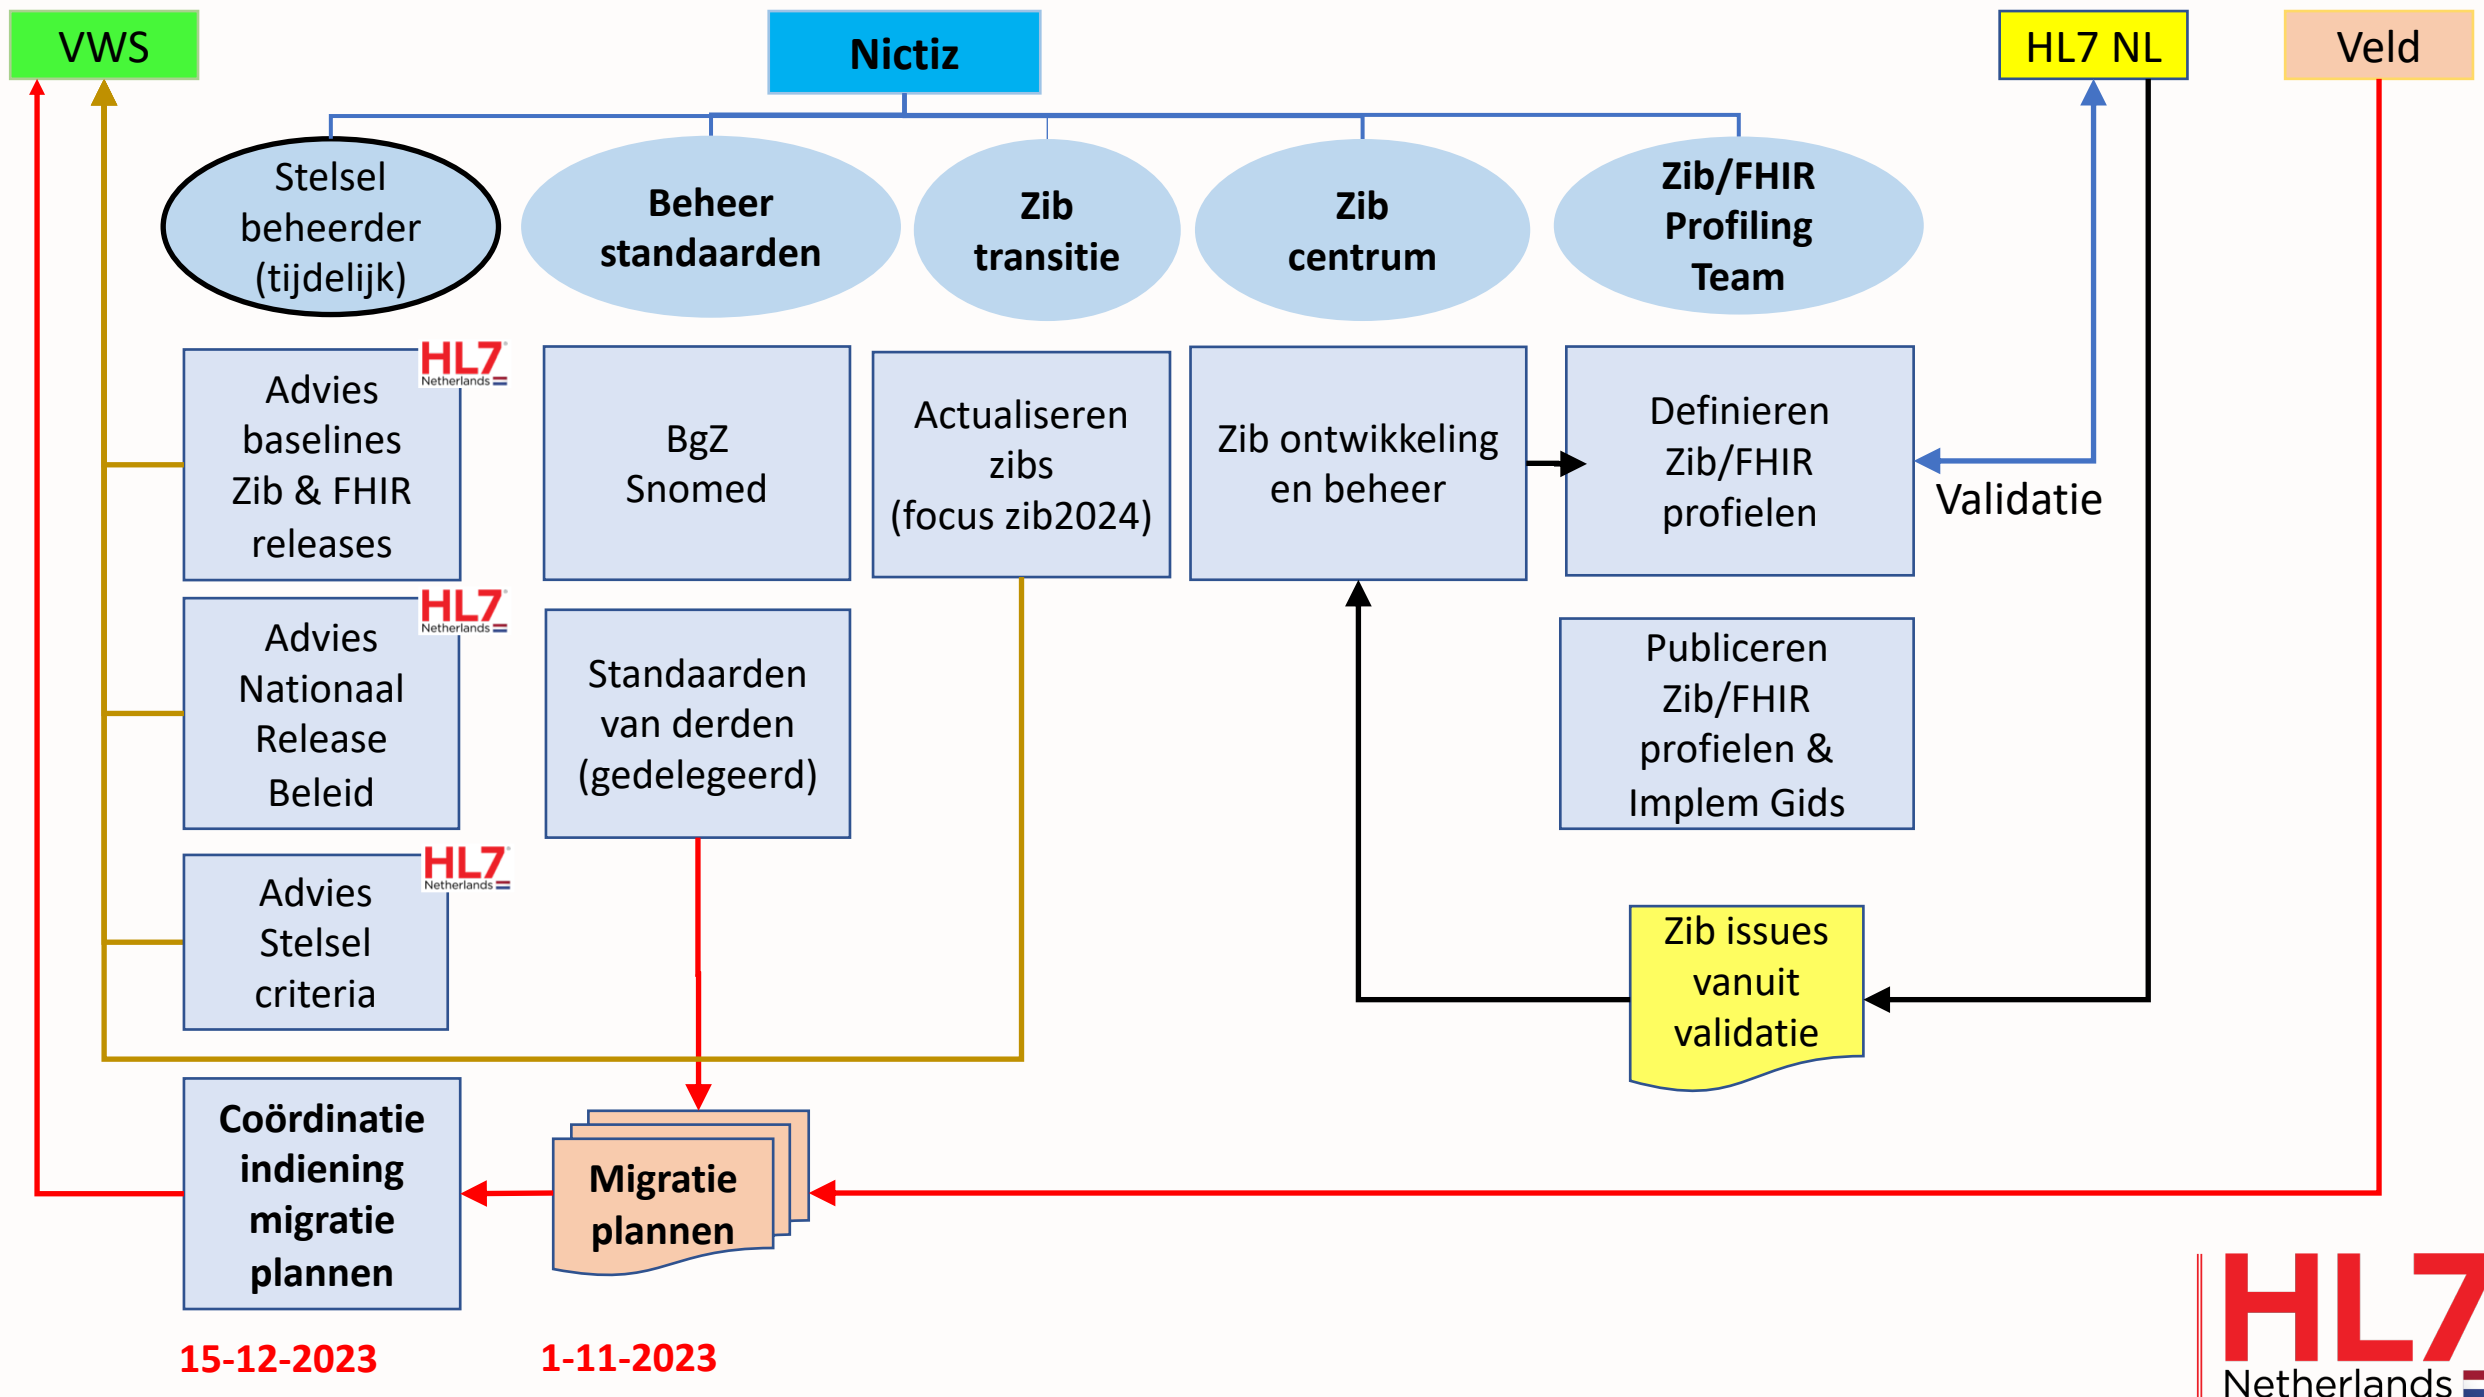 VWS
Nictiz
HL7 NL
Veld
Stelsel
beheerder
(tijdelijk)
Beheer
standaarden
Zib
transitie
Zib
centrum
Zib/FHIR
Profiling
Team
HL7
Netherlands
Advies
baselines
Zib & FHIR
releases
BgZ
Snomed
Actualiseren
zibs
(focus zib2024)
Zib ontwikkeling
en beheer
Definieren
Zib/FHIR
profielen
Validatie
HL7
Netherlands
Advies
Nationaal
Release
Beleid
Standaarden
van derden
(gedelegeerd)
Publiceren
Zib/FHIR
profielen &
Implem Gids
HL7
Netherlands
Advies
Stelsel
criteria
Zib issues
vanuit
validatie
Coördinatie
indiening
migratie
plannen
Migratie
plannen
15-12-2023
1-11-2023
HL7
Netherlands